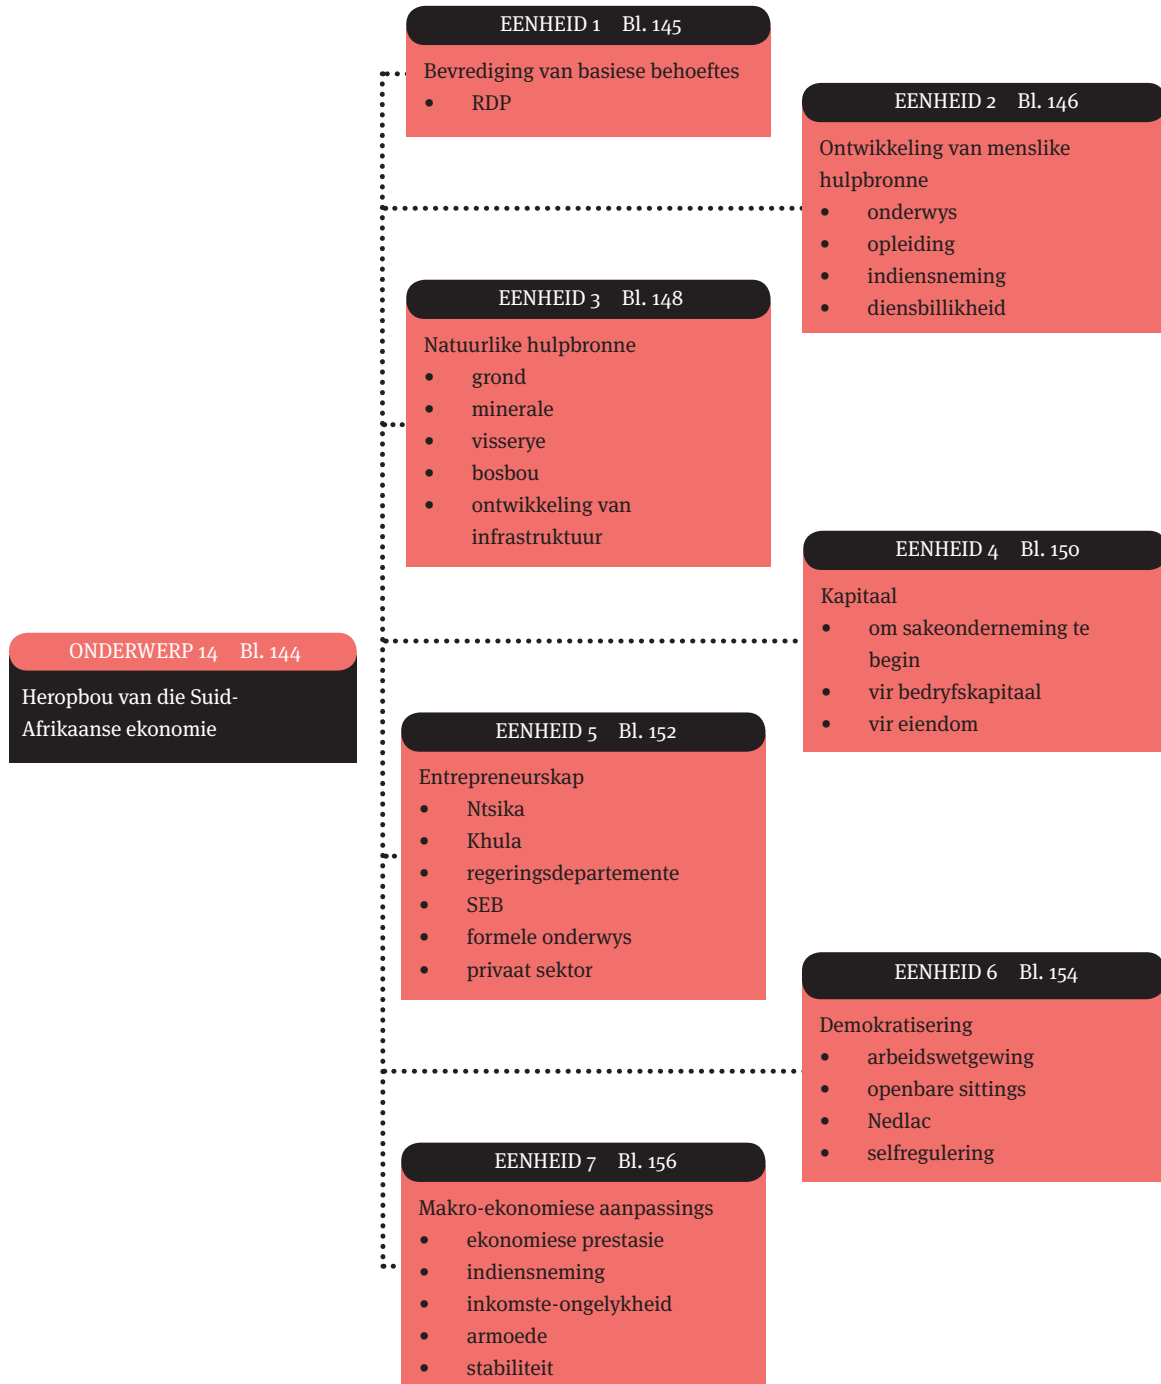 EENHEID 1 Bl. 145
Bevrediging van basiese behoeftes
• RDP
EENHEID 2 Bl. 146
Ontwikkeling van menslike
hulpbronne
• onderwys
• opleiding
• indiensneming
• diensbillikheid
EENHEID 3 Bl. 148
Natuurlike hulpbronne
• grond
• minerale
• visserye
• bosbou
• ontwikkeling van
infrastruktuur
EENHEID 4 Bl. 150
Kapitaal
• om sakeonderneming te
begin
• vir bedryfskapitaal
• vir eiendom
ONDERWERP 14 Bl. 144
Heropbou van die Suid-
Afrikaanse ekonomie
EENHEID 5 Bl. 152
Entrepreneurskap
• Ntsika
• Khula
• regeringsdepartemente
• SEB
• formele onderwys
• privaat sektor
EENHEID 6 Bl. 154
Demokratisering
• arbeidswetgewing
• openbare sittings
• Nedlac
• selfregulering
EENHEID 7 Bl. 156
Makro-ekonomiese aanpassings
• ekonomiese prestasie
• indiensneming
• inkomste-ongelykheid
• armoede
• stabiliteit